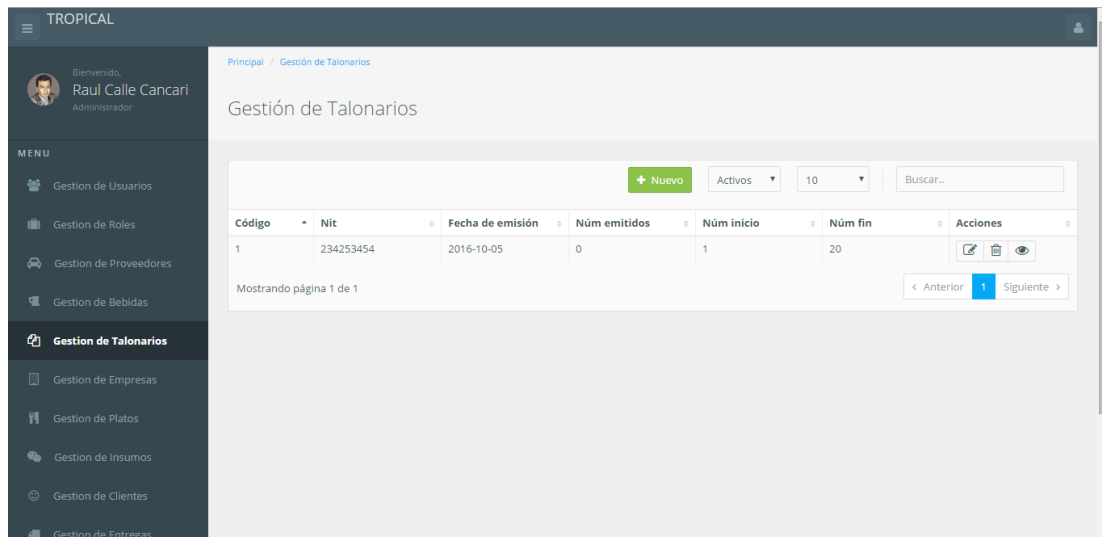 TROPICAL
Bienvenido,
Raul Calle Cancari
Administrador
MENU
Gestion de Usuarios
Gestion de Roles
Gestion de Proveedores
Gestion de Bebidas
Gestion de Talonarios
Gestion de Empresas
Gestion de Platos
Gestion de Insumos
Gestion de Clientes
Gestion de Entregas
Principal / Gestión de Talonarios
Gestión de Talonarios
+ Nuevo Activos 10 Buscar..
Código Nit Fecha de emisión Núm emitidos Núm inicio Núm fin Acciones
1 234253454 2016-10-05 0 1 20
Mostrando página 1 de 1
< Anterior 1 Siguiente >